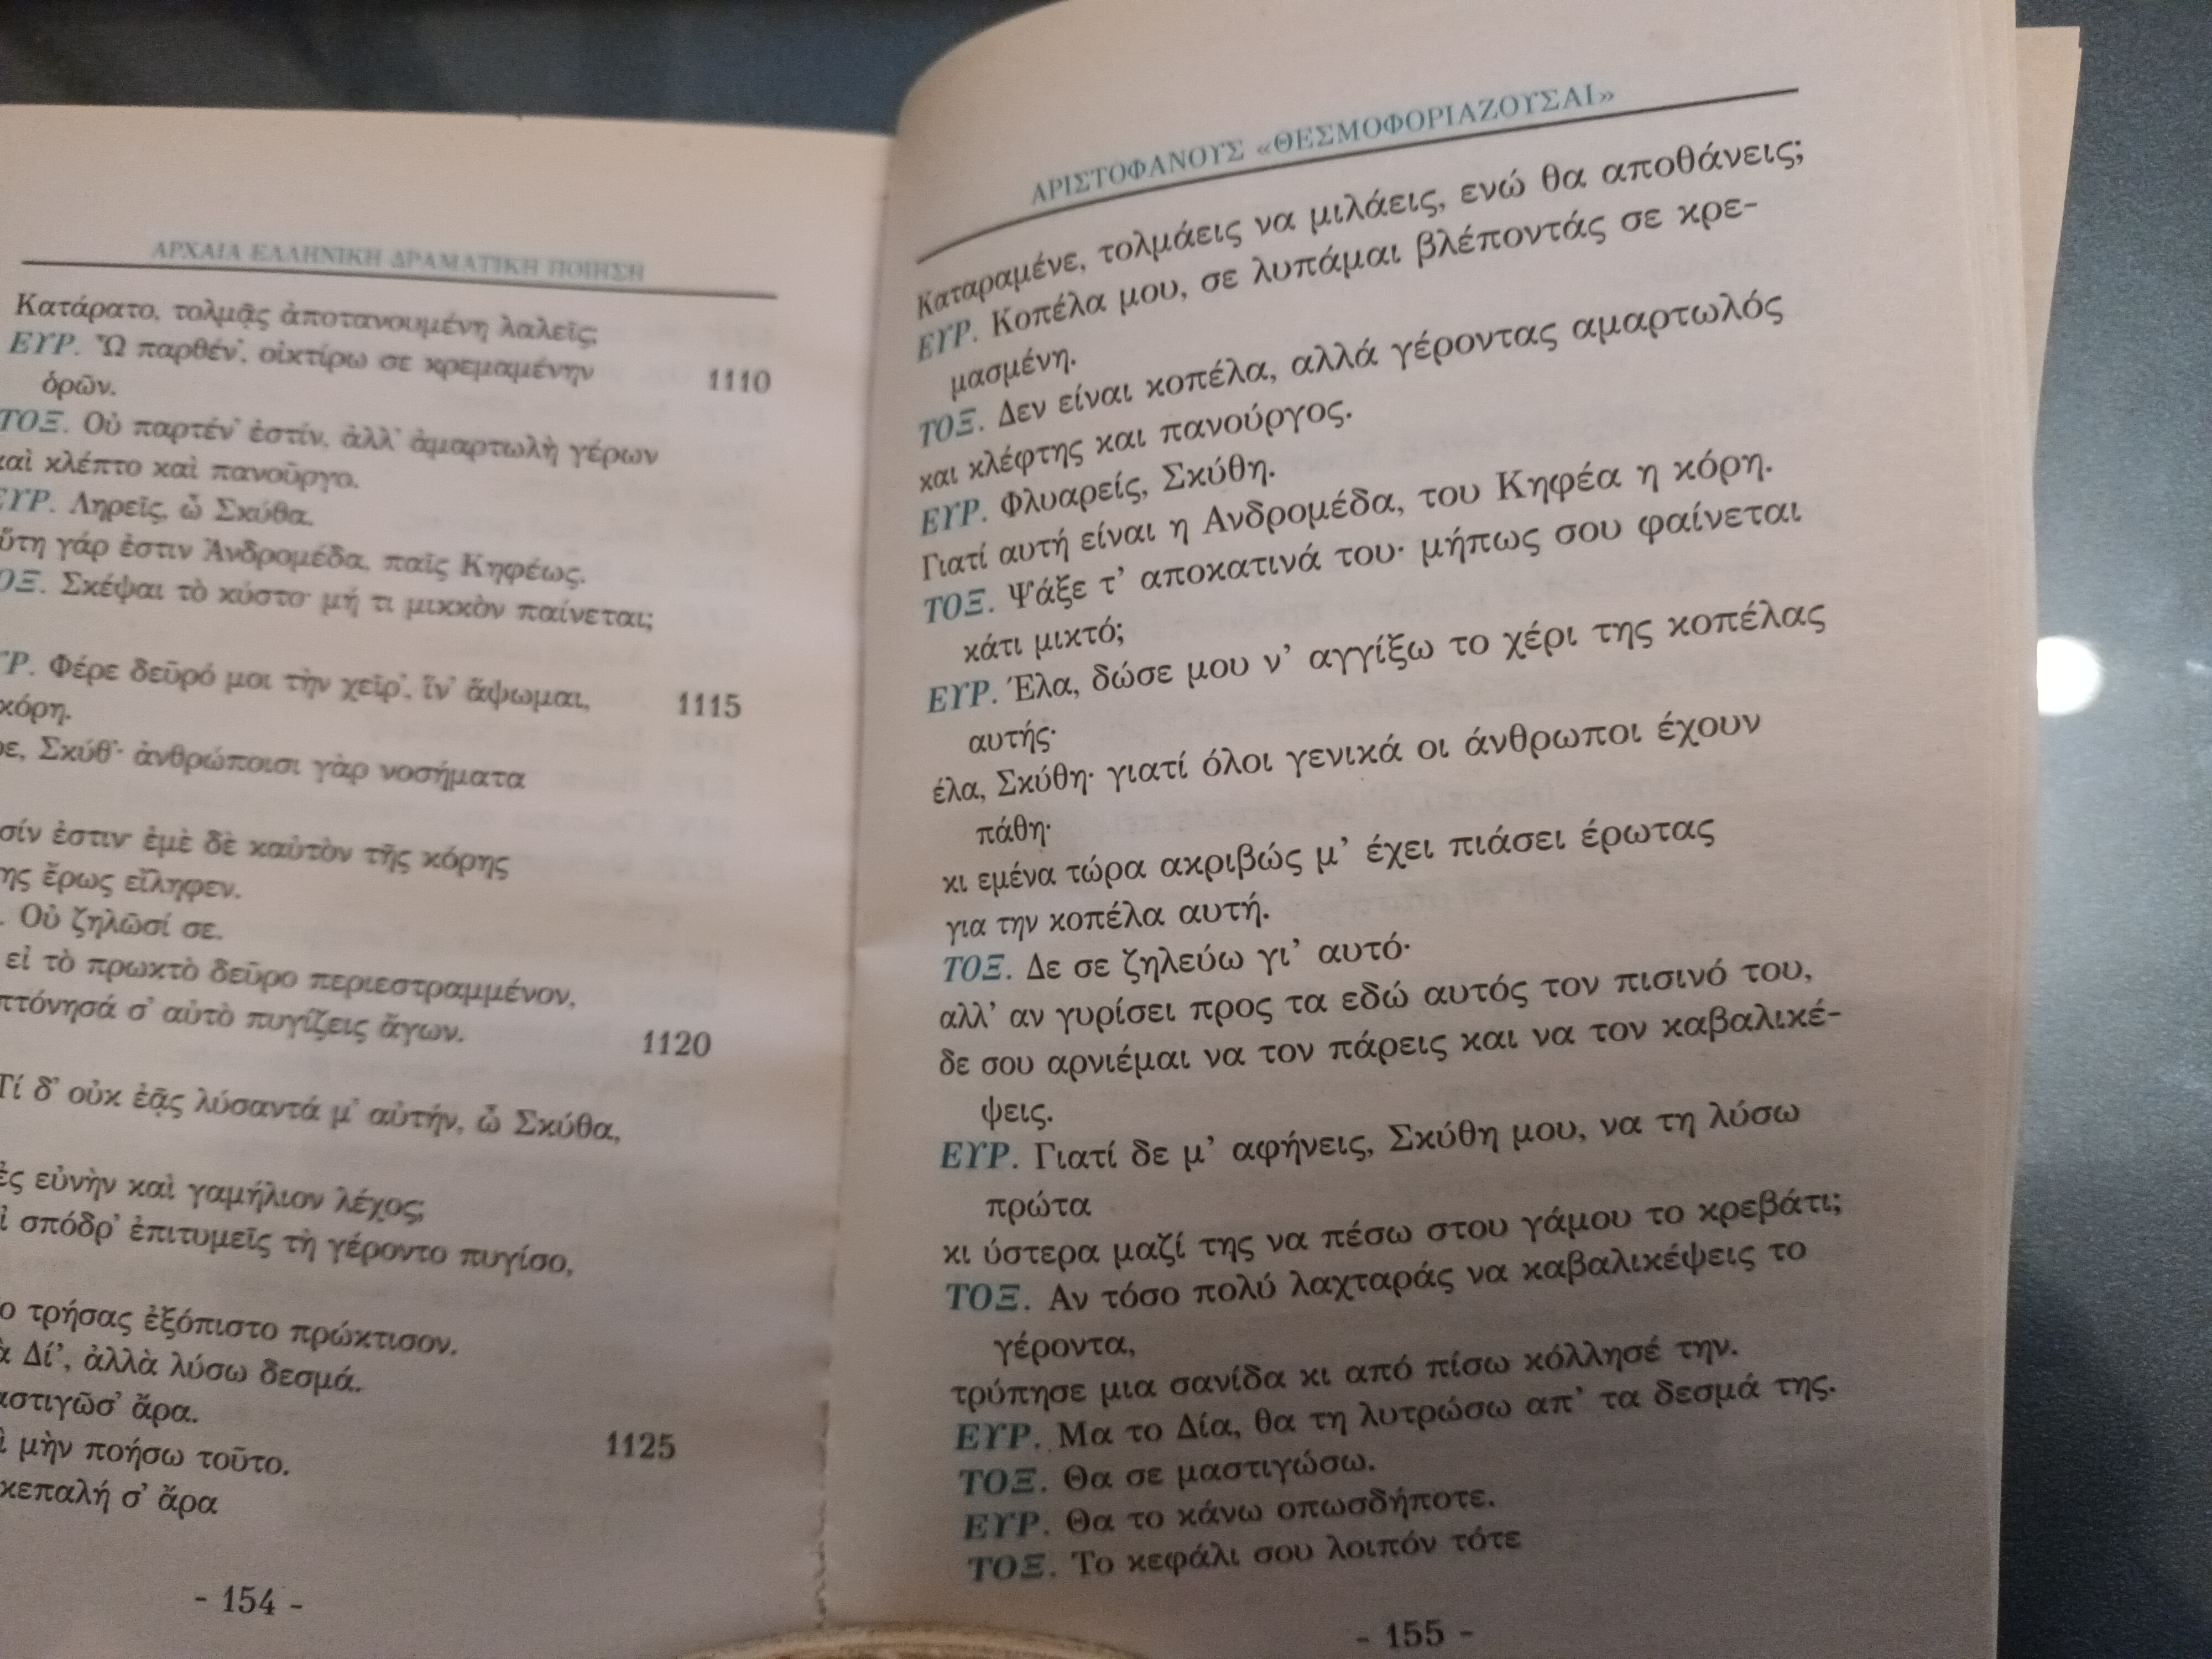 ΑΡΧΑΙΑ ΕΛΛΗΝΙΚΗ ΔΡΑΜΑΤΙΚΗ ΠΟΙΗΣΗ
Κατάρατο, τολμᾷς ἀποτανουμένη λαλεῖς;
ΕΥΡ. Ὦ παρθέν', οἰκτίρω σε κρεμαμένην
ὁρῶν.
1110
ΤΟΞ. Οὐ παρτέν' ἐστίν, ἀλλ' ἀμαρτωλὴ γέρων
καὶ κλέπτο καὶ πανοῦργο.
ΕΥΡ. Ληρεῖς, ὦ Σκύθα.
γάρ ἐστιν Ἀνδρομέδα, παῖς Κηφέως.
ΤΟΞ. Σκέψαι τὸ κύστο· μή τι μικκὸν παίνεται;
ΕΥΡ. Φέρε δεῦρό μοι τὴν χεῖρ', ἵν' ἅψωμαι,
1115
κόρη.
Σκύθ'· ἀνθρώποισι γὰρ νοσήματα
ἐστιν· ἐμὲ δὲ καὐτὸν τῆς κόρης
ἔρως εἴληφεν.
Οὐ ζηλῶσί σε.
εἰ τὸ πρωκτὸ δεῦρο περιεστραμμένον,
σ' αὐτὸ πυγίζεις ἄγων.
1120
Τί δ' οὐκ ἐᾷς λύσαντά μ' αὐτήν, ὦ Σκύθα,
εὐνὴν καὶ γαμήλιον λέχος;
σπόδρ' ἐπιτυμεῖς τὴ γέροντο πυγίσο,
τρήσας ἐξόπιστο πρώκτισον.
Δί', ἀλλὰ λύσω δεσμά.
ἄρα.
μὴν ποήσω τοῦτο.
1125
κεπαλή σ' ἄρα
- 154 -
ΑΡΙΣΤΟΦΑΝΟΥΣ «ΘΕΣΜΟΦΟΡΙΑΖΟΥΣΑΙ»
Καταραμένε, τολμάεις να μιλάεις, ενώ θα αποθάνεις;
ΕΥΡ. Κοπέλα μου, σε λυπάμαι βλέποντάς σε κρε-
μασμένη.
ΤΟΞ. Δεν είναι κοπέλα, αλλά γέροντας αμαρτωλός
και κλέφτης και πανούργος.
ΕΥΡ. Φλυαρείς, Σκύθη.
Γιατί αυτή είναι η Ανδρομέδα, του Κηφέα η κόρη.
ΤΟΞ. Ψάξε τ' αποκατινά του· μήπως σου φαίνεται
κάτι μικτό;
ΕΥΡ. Έλα, δώσε μου ν' αγγίξω το χέρι της κοπέλας
αυτής·
έλα, Σκύθη· γιατί όλοι γενικά οι άνθρωποι έχουν
πάθη·
κι εμένα τώρα ακριβώς μ' έχει πιάσει έρωτας
για την κοπέλα αυτή.
ΤΟΞ. Δε σε ζηλεύω γι' αυτό·
αλλ' αν γυρίσει προς τα εδώ αυτός τον πισινό του,
δε σου αρνιέμαι να τον πάρεις και να τον καβαλικέ-
ψεις.
ΕΥΡ. Γιατί δε μ' αφήνεις, Σκύθη μου, να τη λύσω
πρώτα
κι ύστερα μαζί της να πέσω στου γάμου το κρεβάτι;
ΤΟΞ. Αν τόσο πολύ λαχταράς να καβαλικέψεις το
γέροντα,
τρύπησε μια σανίδα κι από πίσω κόλλησέ την.
ΕΥΡ. Μα το Δία, θα τη λυτρώσω απ' τα δεσμά της.
ΤΟΞ. Θα σε μαστιγώσω.
ΕΥΡ. Θα το κάνω οπωσδήποτε.
ΤΟΞ. Το κεφάλι σου λοιπόν τότε
- 155 -